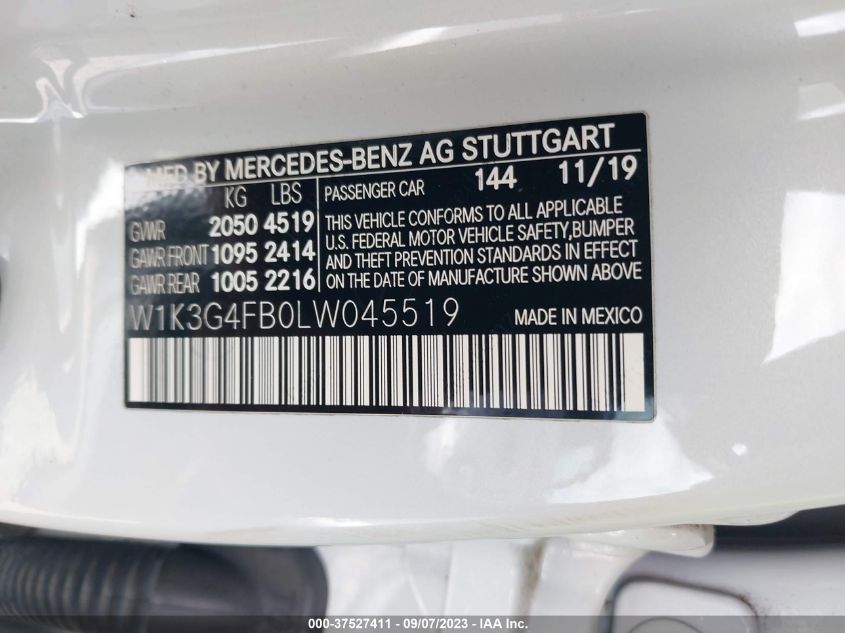 MFD BY MERCEDES-BENZ AG STUTTGART
KG LBS
GVWR 2050 4519
GAWR FRONT 1095 2414
GAWR REAR 1005 2216
PASSENGER CAR 144 11/19
THIS VEHICLE CONFORMS TO ALL APPLICABLE
U.S. FEDERAL MOTOR VEHICLE SAFETY,BUMPER
AND THEFT PREVENTION STANDARDS IN EFFECT
ON THE DATE OF MANUFACTURE SHOWN ABOVE.
W1K3G4FB0LW045519 MADE IN MEXICO
000-37527411 - 09/07/2023 - IAA Inc.